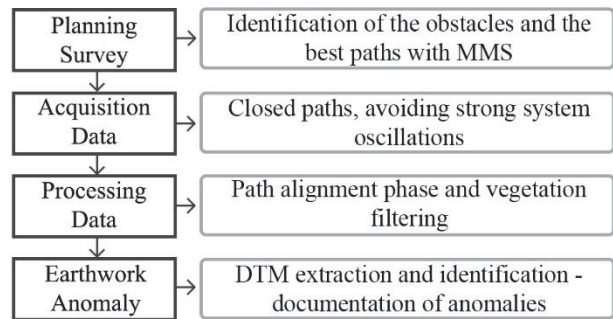 Planning
Survey
Identification of the obstacles and the
best paths with MMS
Acquisition
Data
Closed paths, avoiding strong system
oscillations
Processing
Data
Path alignment phase and vegetation
filtering
Earthwork
Anomaly
DTM extraction and identification -
documentation of anomalies